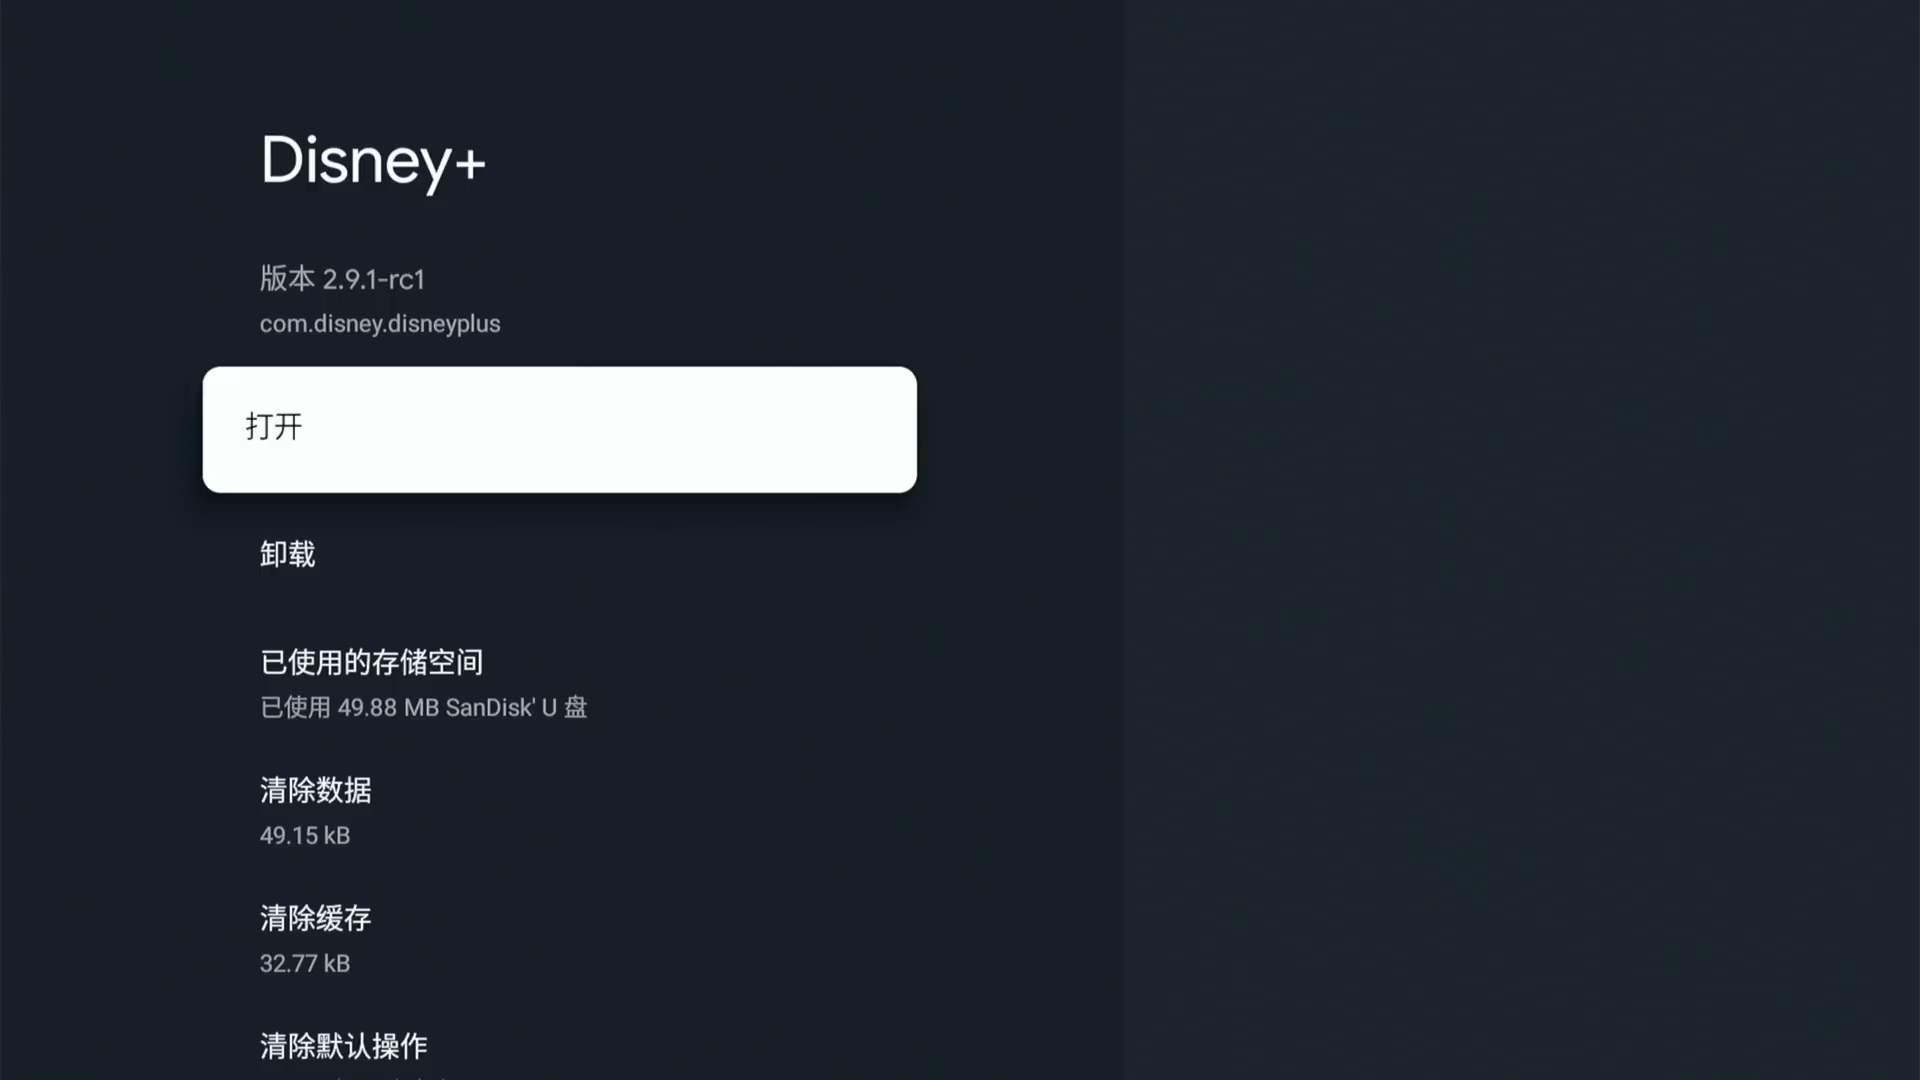 Disney+
版本 2.9.1-rc1
com.disney.disneyplus
打开
卸载
已使用的存储空间
已使用 49.88 MB SanDisk' U 盘
清除数据
49.15 kB
清除缓存
32.77 kB
清除默认操作